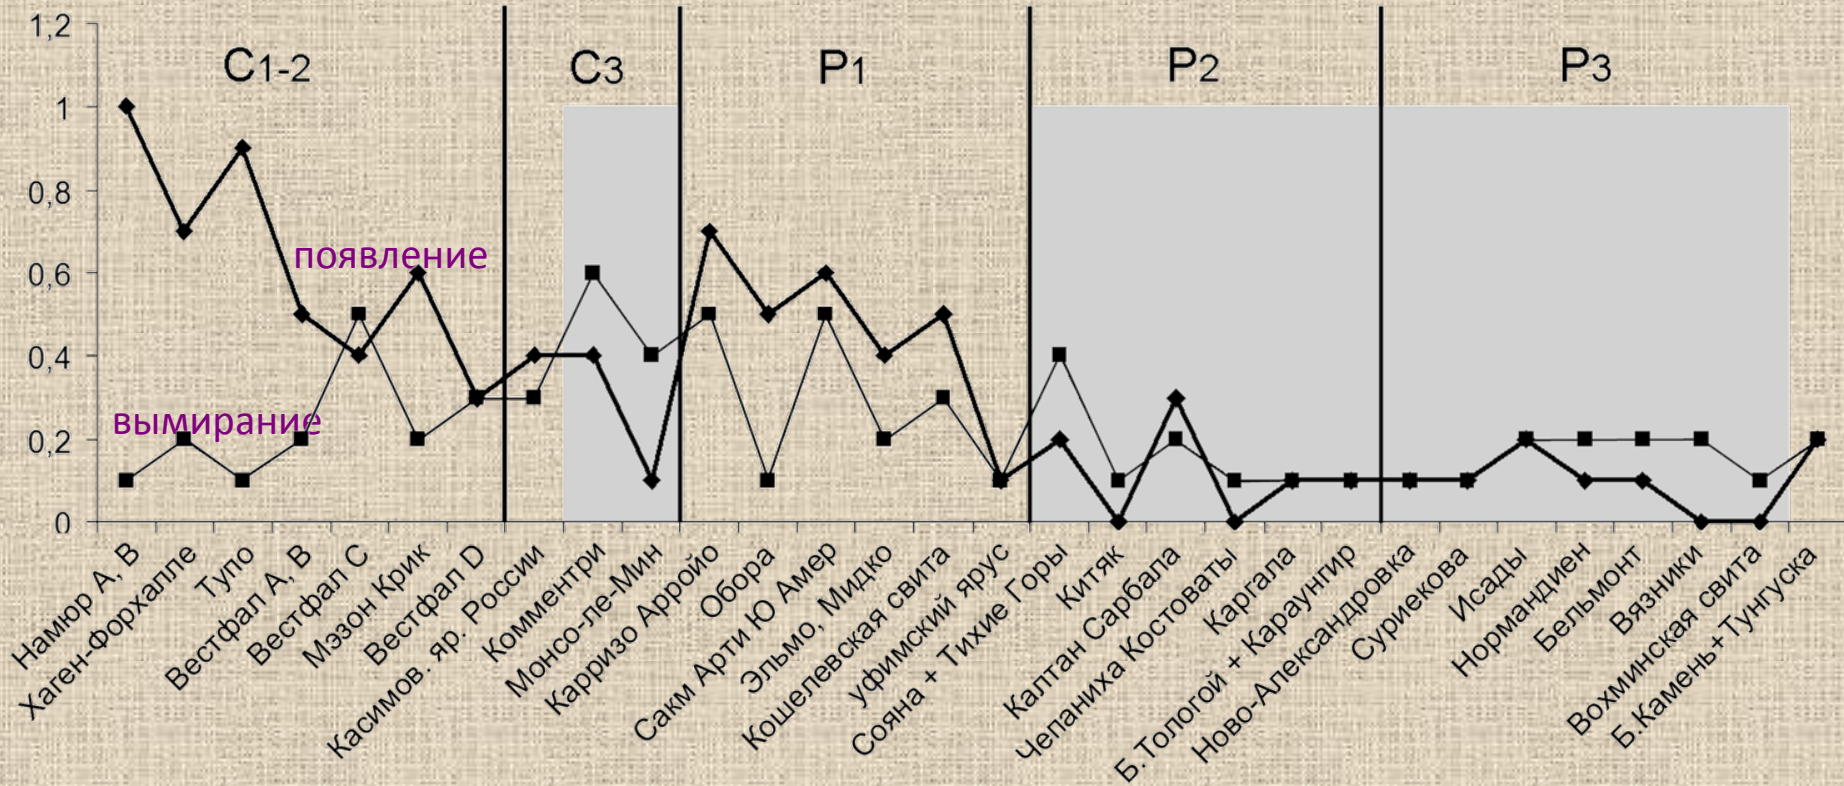 1,2
1
0,8
0,6
0,4
0,2
0
C1-2
C3
P1
P2
P3
появление
вымирание
Намюр А, В
Хаген-Форхалле
Тупо
Вестфал А, В
Вестфал С
Мэзон Крик
Вестфал D
Касимов. яр. России
Комментри
Монсо-ле-Мин
Карризо Арройо
Обора
Сакм Арти Ю Амер
Эльмо, Мидко
Кошелевская свита
уфимский ярус
Сояна + Тихие Горы
Китяк
Калтан Сарбала
Чепаниха Костоваты
Каргала
Б.Тологой + Караунгир
Ново-Александровка
Суриекова
Исады
Нормандиен
Бельмонт
Вязники
Вохминская свита
Б.Камень+Тунгуска